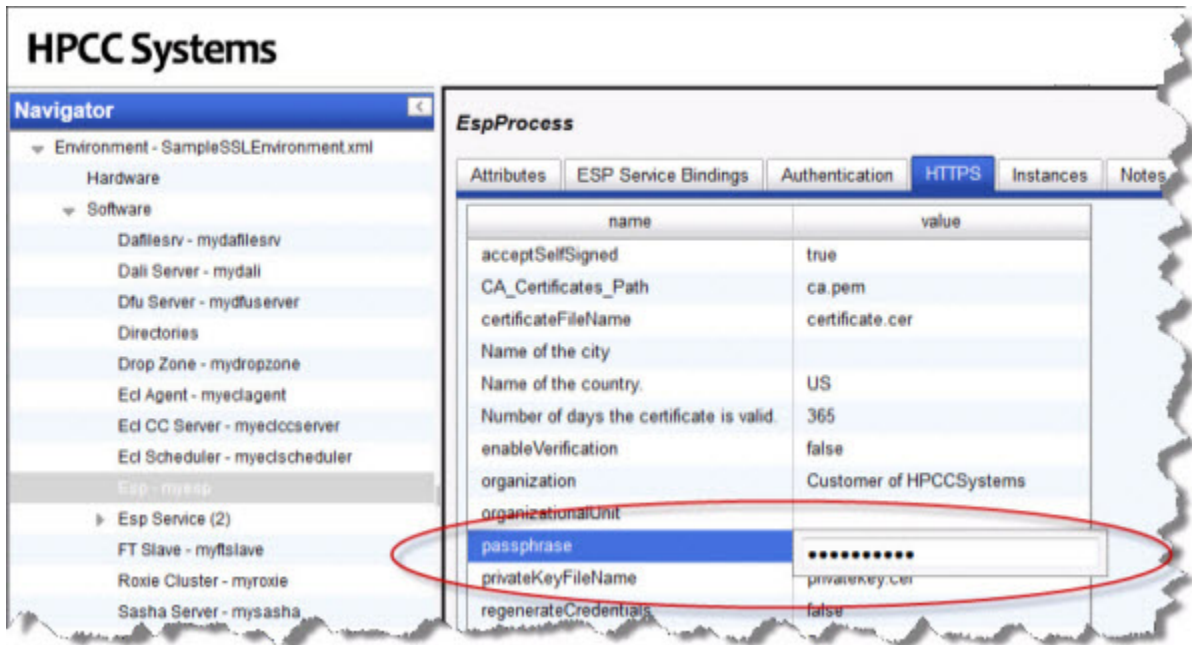 HPCC Systems
Navigator
Environment - SampleSSLEnvironment.xml
Hardware
Software
Dafilesrv - mydafilesrv
Dali Server - mydali
Dfu Server - mydfuserver
Directories
Drop Zone - mydropzone
Ecl Agent - myeclagent
Ecl CC Server - myeclccserver
Ecl Scheduler - myeclscheduler
Esp - myesp
Esp Service (2)
FT Slave - myftslave
Roxie Cluster - myroxie
Sasha Server - mysasha
EspProcess
Attributes ESP Service Bindings Authentication HTTPS Instances Notes
name value
acceptSelfSigned true
CA_Certificates_Path ca.pem
certificateFileName certificate.cer
Name of the city
Name of the country. US
Number of days the certificate is valid. 365
enableVerification false
organization Customer of HPCCSystems
organizationalUnit
passphrase ••••••••••
privateKeyFileName privatekey.cer
regenerateCredentials false